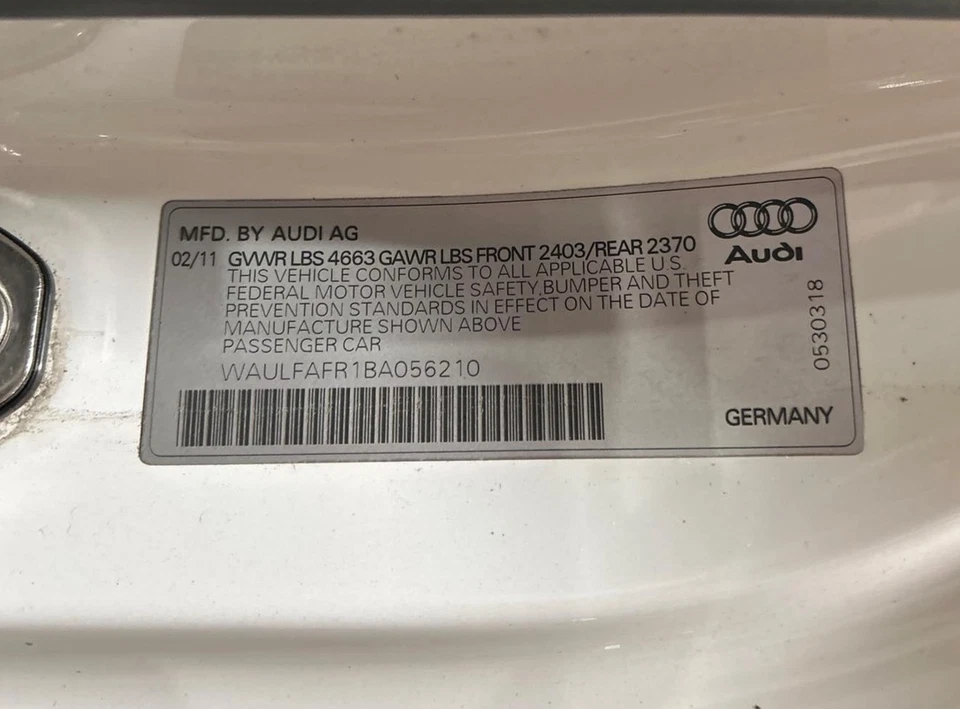 MFD. BY AUDI AG
02/11 GVWR LBS 4663 GAWR LBS FRONT 2403/REAR 2370
THIS VEHICLE CONFORMS TO ALL APPLICABLE U.S.
FEDERAL MOTOR VEHICLE SAFETY, BUMPER AND THEFT
PREVENTION STANDARDS IN EFFECT ON THE DATE OF
MANUFACTURE SHOWN ABOVE
PASSENGER CAR
WAULFAFR1BA056210
Audi
0530318
GERMANY